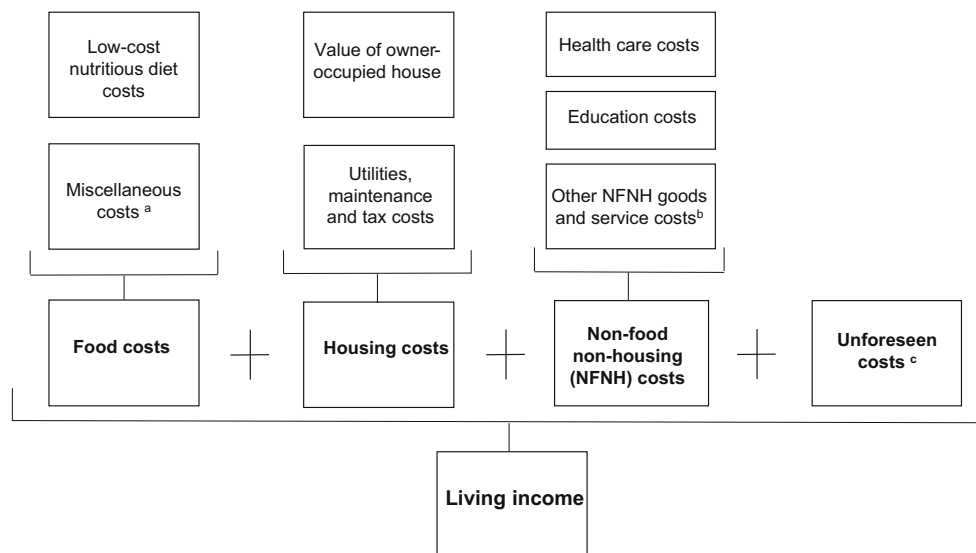 Low-cost
nutritious diet
costs
Miscellaneous
costs a
Value of owner-
occupied house
Utilities,
maintenance
and tax costs
Health care costs
Education costs
Other NFNH goods
and service costsb
Food costs
Housing costs
Non-food
non-housing
(NFNH) costs
Unforeseen
costs c
Living income